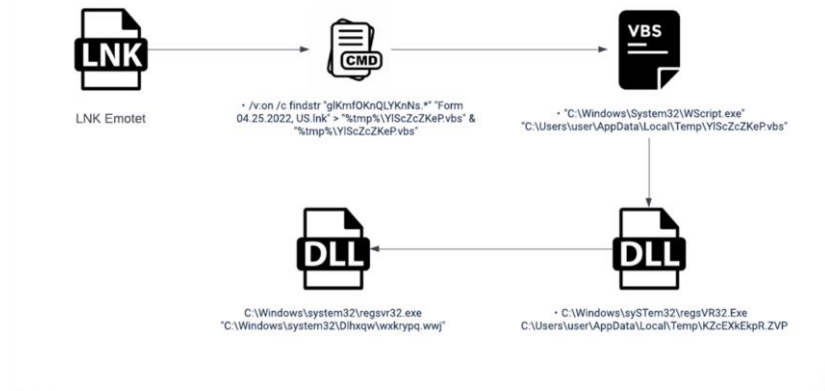 LNK
CMD
VBS
LNK Emotet
• /v:on /c findstr "glKmfOKnQLYKnNs.*" "Form
04.25.2022, US.lnk" > "%tmp%\YlScZcZKeP.vbs" &
"%tmp%\YlScZcZKeP.vbs"
• "C:\Windows\System32\WScript.exe"
"C:\Users\user\AppData\Local\Temp\YlScZcZKeP.vbs"
DLL
DLL
C:\Windows\system32\regsvr32.exe
"C:\Windows\system\Dlhxqw\wxkrypq.wwj"
• C:\Windows\sySTem32\regsVR32.Exe
C:\Users\user\AppData\Local\Temp\KZcEXkEkpR.ZVP